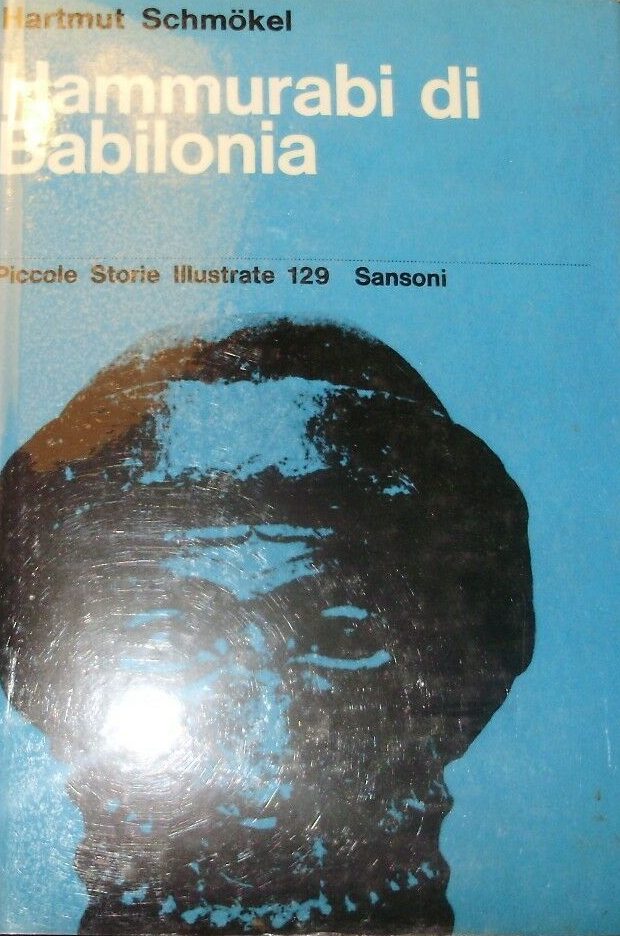 Hartmut Schmökel
Hammurabi di
Babilonia
Piccole Storie Illustrate 129 Sansoni